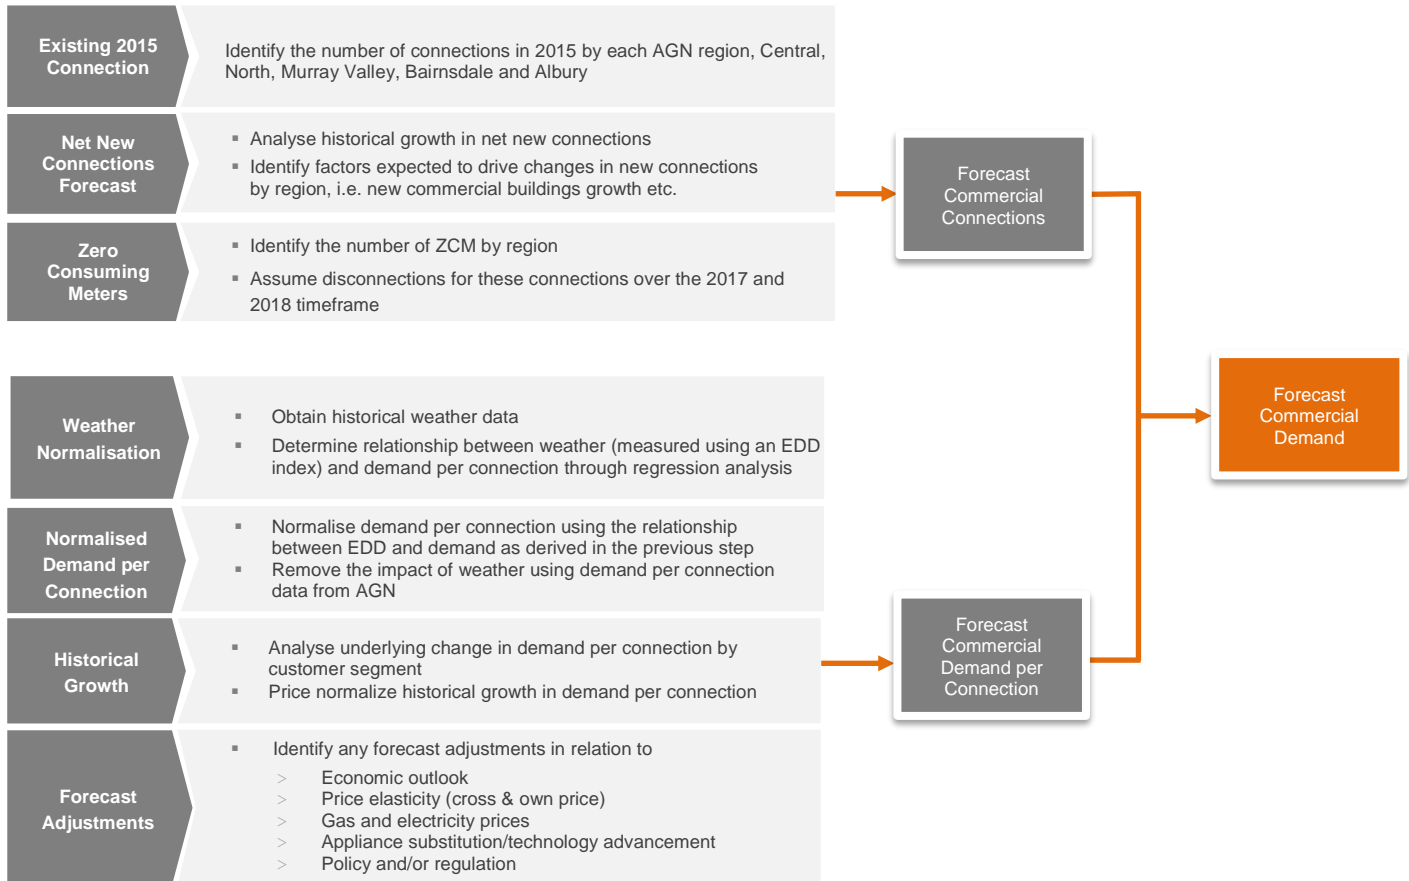 Existing 2015
Connection
Identify the number of connections in 2015 by each AGN region, Central,
North, Murray Valley, Bairnsdale and Albury
Net New
Connections
Forecast
▪ Analyse historical growth in net new connections
▪ Identify factors expected to drive changes in new connections
by region, i.e. new commercial buildings growth etc.
Zero
Consuming
Meters
▪ Identify the number of ZCM by region
▪ Assume disconnections for these connections over the 2017 and
2018 timeframe
Forecast
Commercial
Connections
Weather
Normalisation
▪ Obtain historical weather data
▪ Determine relationship between weather (measured using an EDD
index) and demand per connection through regression analysis
Normalised
Demand per
Connection
▪ Normalise demand per connection using the relationship
between EDD and demand as derived in the previous step
▪ Remove the impact of weather using demand per connection
data from AGN
Historical
Growth
▪ Analyse underlying change in demand per connection by
customer segment
▪ Price normalize historical growth in demand per connection
Forecast
Adjustments
▪ Identify any forecast adjustments in relation to
> Economic outlook
> Price elasticity (cross & own price)
> Gas and electricity prices
> Appliance substitution/technology advancement
> Policy and/or regulation
Forecast
Commercial
Demand per
Connection
Forecast
Commercial
Demand